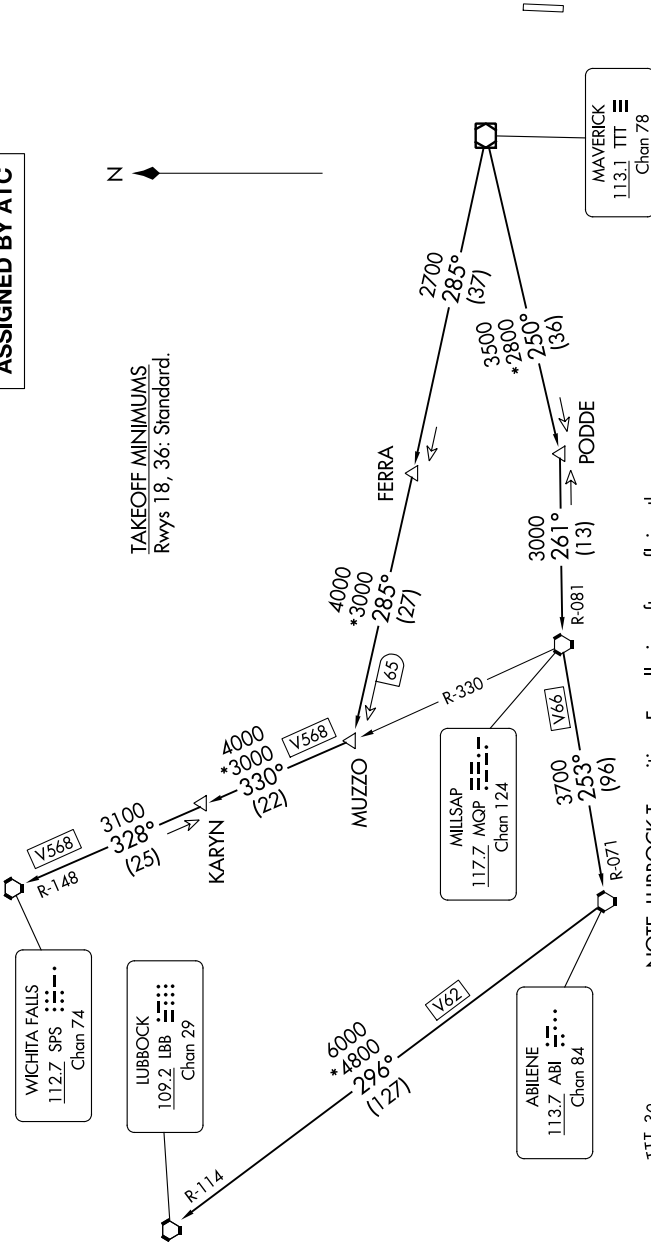 ASSIGNED BY ATC
N
TAKEOFF MINIMUMS
Rwys 18, 36: Standard.
WICHITA FALLS
112.7 SPS
Chan 74
R-148
V568
3100
328°
(25)
KARYN
4000
*3000
330°
(22)
V568
MUZZO
65
4000
*3000
285°
(27)
FERRA
2700
285°
(37)
MAVERICK
113.1 TTT
Chan 78
3500
*2800
250°
(36)
PODDE
3000
261°
(13)
R-081
R-330
MILLSAP
117.7 MQP
Chan 124
V66
3700
253°
(96)
R-071
ABILENE
113.7 ABI
Chan 84
V62
6000
*4800
296°
(127)
R-114
LUBBOCK
109.2 LBB
Chan 29
NOTE: LUBBOCK